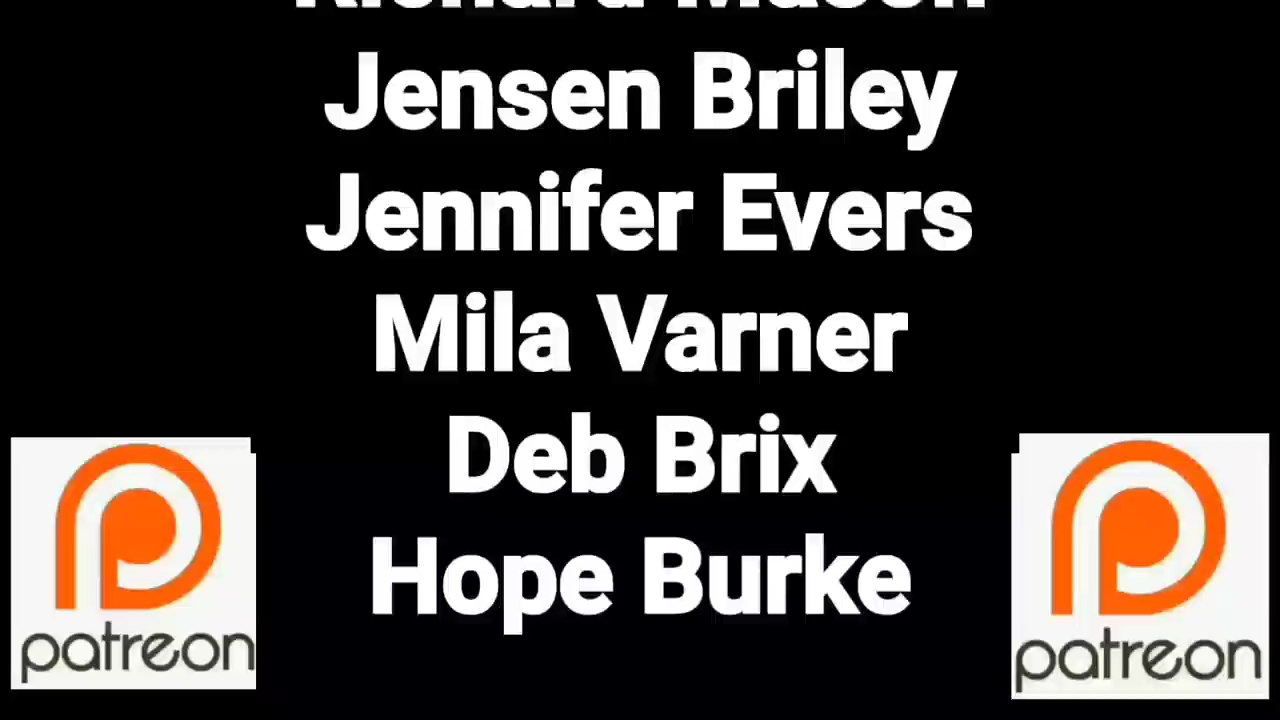 Jensen Briley
Jennifer Evers
Mila Varner
Deb Brix
Hope Burke
patreon
patreon